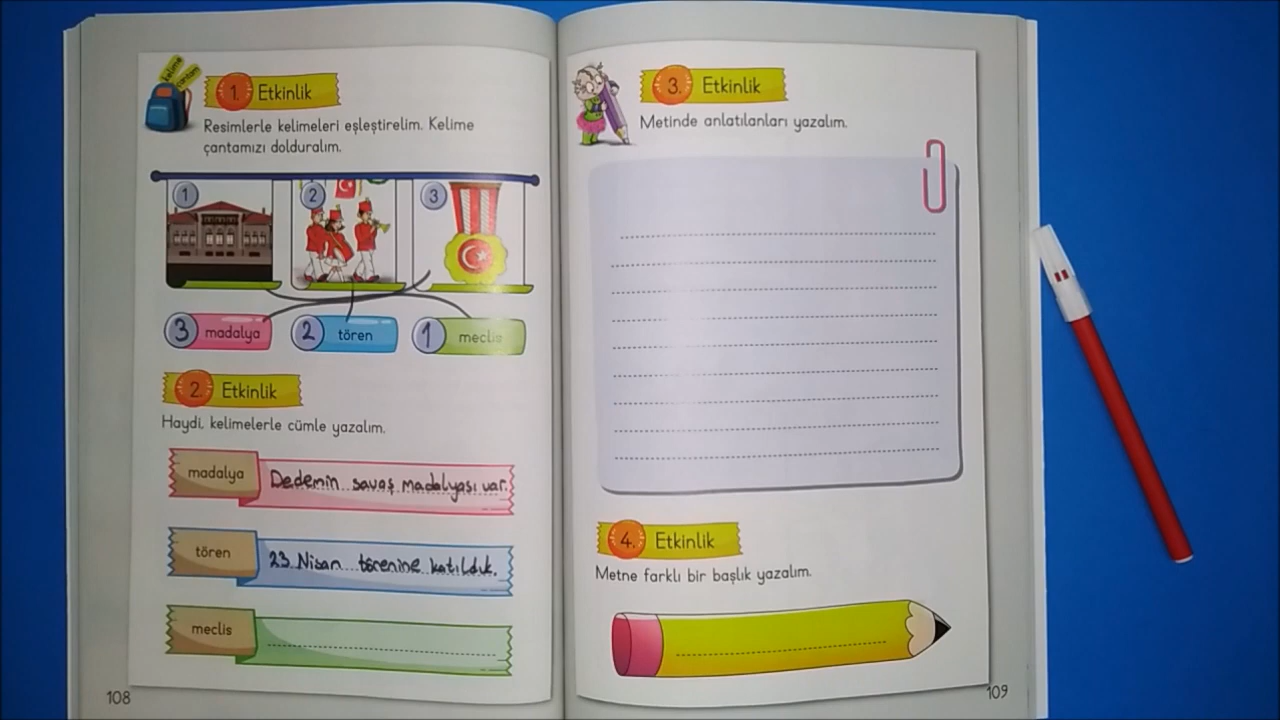 kelime
çantam
1. Etkinlik
Resimlerle kelimeleri eşleştirelim. Kelime
çantamızı dolduralım.
1 2 3
3 madalya 2 tören 1 meclis
2. Etkinlik
Haydi, kelimelerle cümle yazalım.
madalya Dedemin savaş madalyası var.
tören 23 Nisan törenine katıldık.
meclis
108
3. Etkinlik
Metinde anlatılanları yazalım.
4. Etkinlik
Metne farklı bir başlık yazalım.
109